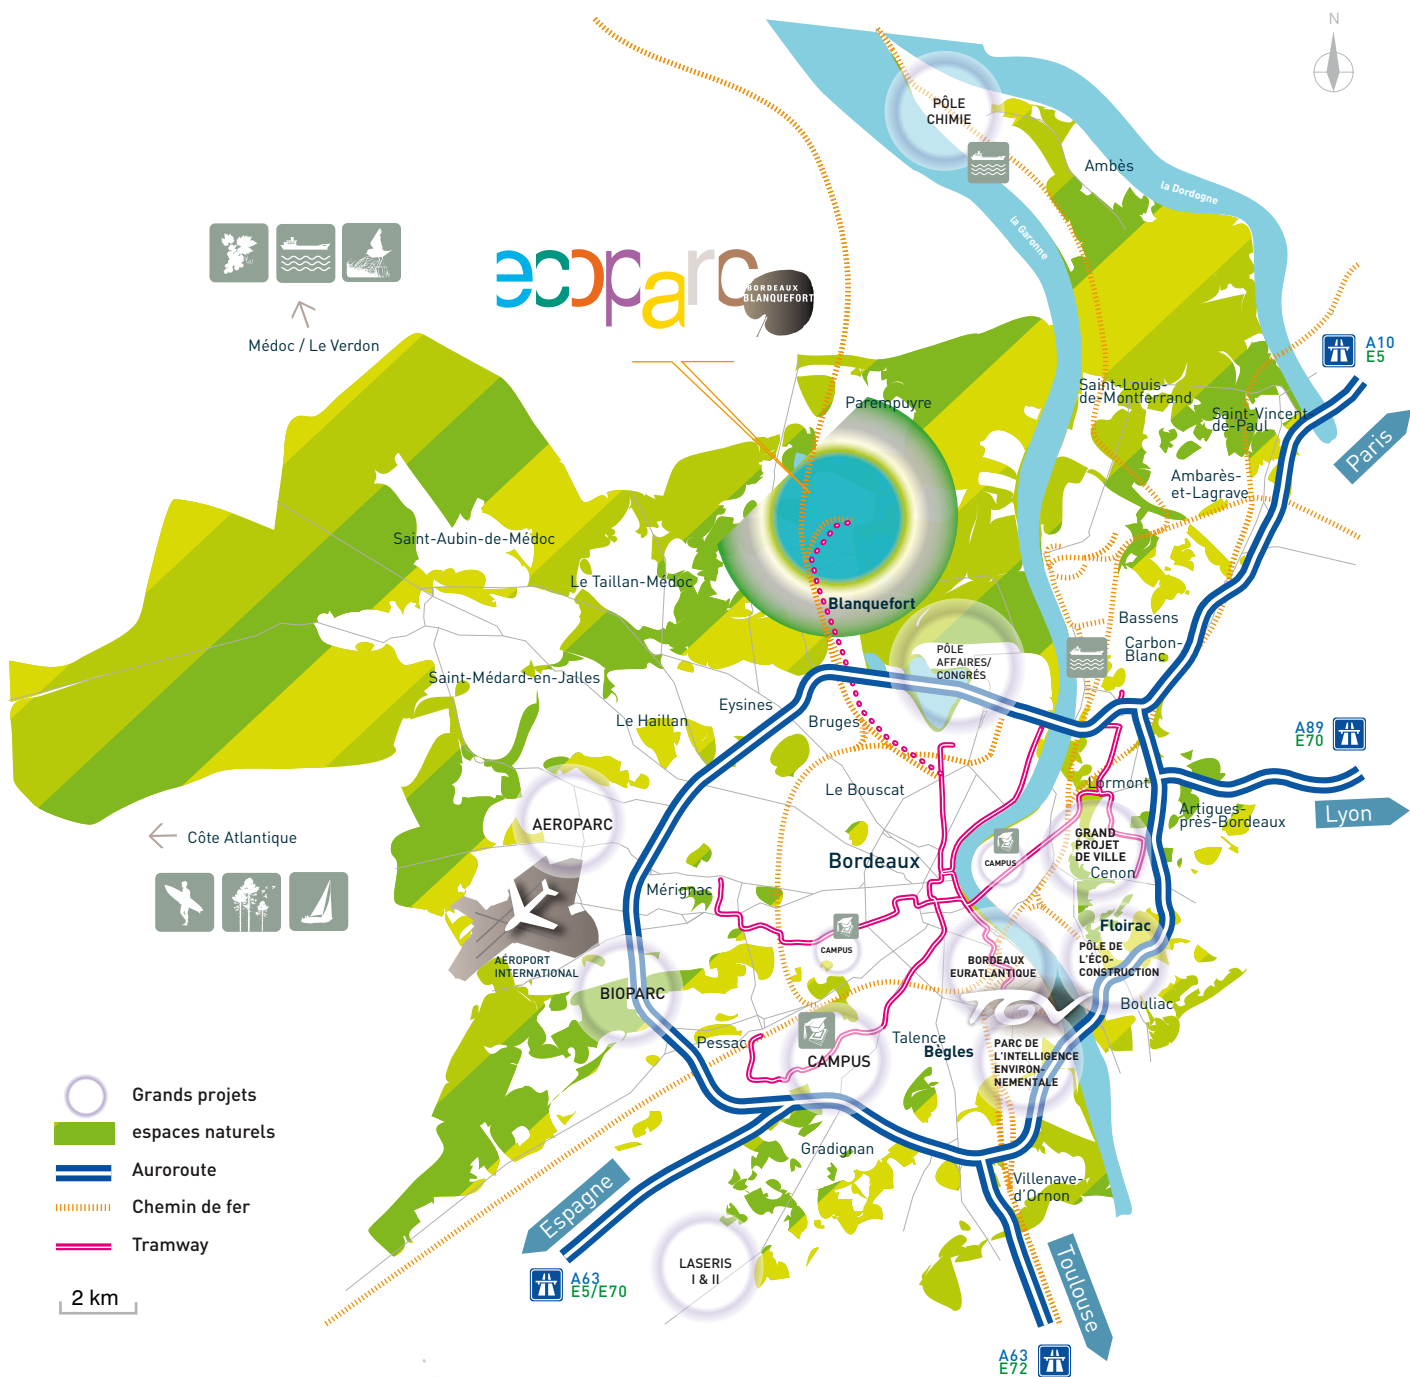 N
PÔLE
CHIMIE
Ambès
la Dordogne
la Garonne
ecoparc
BORDEAUX
BLANQUEFORT
Médoc / Le Verdon
A10
E5
Paris
Parempuyre
Saint-Louis-
de-Montferrand
Saint-Vincent
de-Paul
Ambarès-
et-Lagrave
Saint-Aubin-de-Médoc
Le Taillan-Médoc
Blanquefort
Bassens
Carbon-
Blanc
PÔLE
AFFAIRES/
CONGRÉS
Saint-Médard-en-Jalles
Le Haillan
Eysines
Bruges
A89
E70
Lyon
Lormont
Artigues-
près-Bordeaux
Le Bouscat
AEROPARC
Côte Atlantique
Bordeaux
CAMPUS
GRAND
PROJET
DE VILLE
Cenon
Mérignac
CAMPUS
Floirac
PÔLE DE
L'ÉCO-
CONSTRUCTION
BORDEAUX
EURATLANTIQUE
AÉROPORT
INTERNATIONAL
BIOPARC
TGV
Bouliac
Pessac
CAMPUS
Talence
Bègles
PARC DE
L'INTELLIGENCE
ENVIRON-
NEMENTALE
Grands projets
espaces naturels
Auroroute
Chemin de fer
Tramway
2 km
Gradignan
Villenave-
d'Ornon
Espagne
A63
E5/E70
LASERIS
I & II
Toulouse
A63
E72